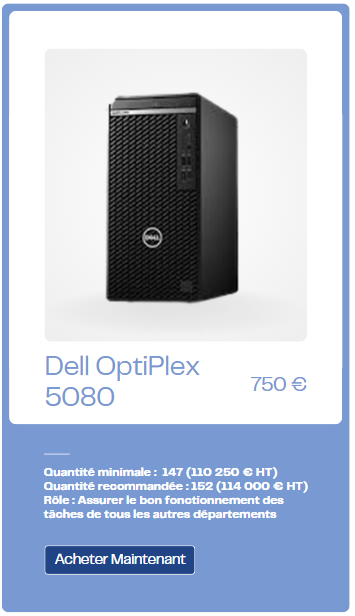 DELL
Dell OptiPlex
5080
750 €
Quantité minimale : 147 (110 250 € HT)
Quantité recommandée : 152 (114 000 € HT)
Rôle : Assurer le bon fonctionnement des
tâches de tous les autres départements
Acheter Maintenant